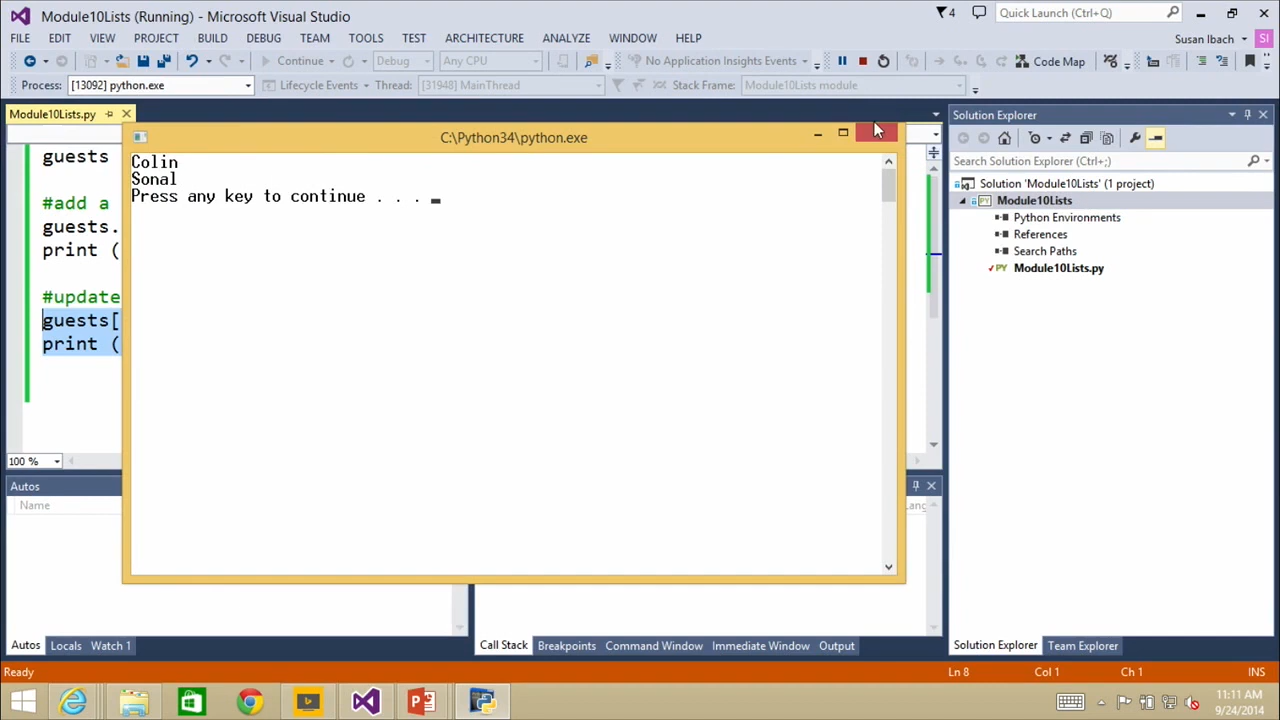 Module10Lists (Running) - Microsoft Visual Studio
4
Quick Launch (Ctrl+Q)
FILE EDIT VIEW PROJECT BUILD DEBUG TEAM TOOLS TEST ARCHITECTURE ANALYZE WINDOW HELP
Susan Ibach SI
Continue Debug Any CPU No Application Insights Events Code Map
Process: [13092] python.exe Lifecycle Events Thread: [31948] MainThread Stack Frame: Module10Lists module
Module10Lists.py
guests
#add a
guests.
print (
#update
guests[
print (
100 %
C:\Python34\python.exe
Colin
Sonal
Press any key to continue . . .
Solution Explorer
Search Solution Explorer (Ctrl+;)
Solution 'Module10Lists' (1 project)
PY Module10Lists
Python Environments
References
Search Paths
PY Module10Lists.py
Autos
Name
Lang
Autos Locals Watch 1
Call Stack Breakpoints Command Window Immediate Window Output
Solution Explorer Team Explorer
Ready
Ln 8 Col 1 Ch 1 INS
11:11 AM
9/24/2014